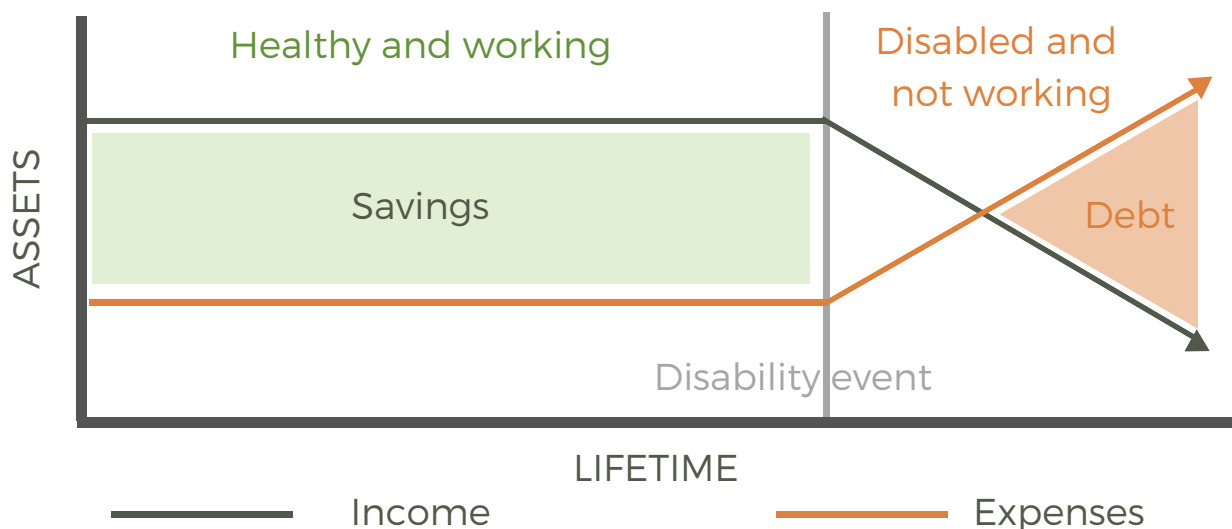 Healthy and working
Disabled and
not working
ASSETS
Savings
Debt
Disability event
LIFETIME
Income
Expenses